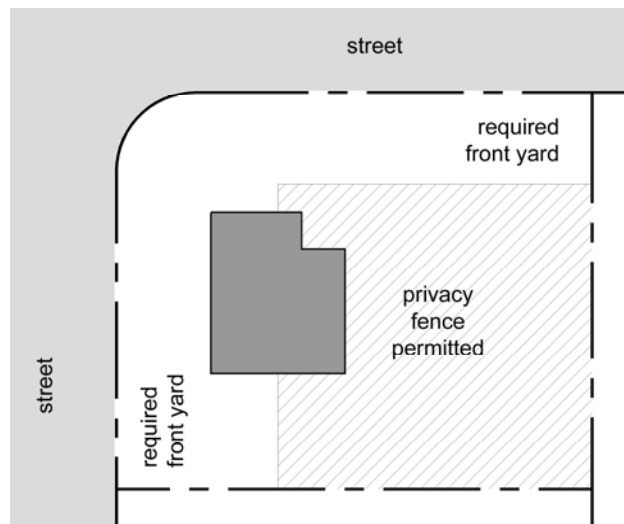 street
required
front yard
privacy
fence
permitted
street
required
front yard